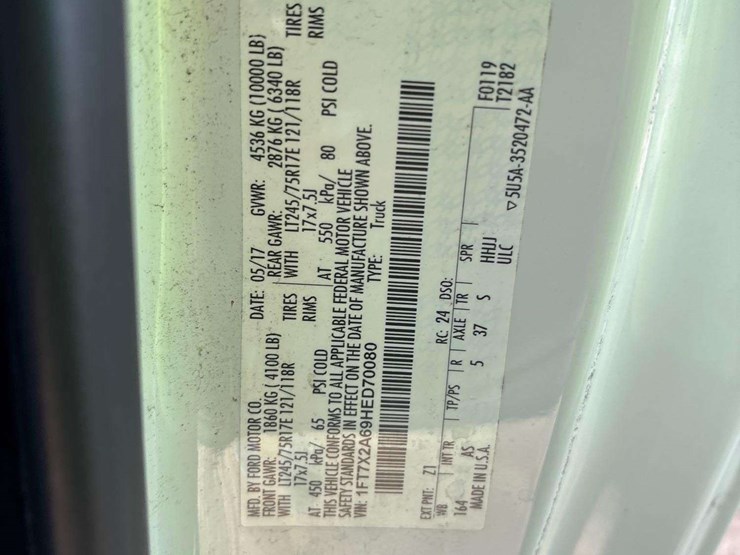 MFD. BY FORD MOTOR CO.
DATE: 05/17 GVWR: 4536 KG (10000 LB)
FRONT GAWR: 1860 KG ( 4100 LB) REAR GAWR: 2876 KG ( 6340 LB)
WITH LT245/75R17E 121/118R TIRES WITH LT245/75R17E 121/118R TIRES
17x7.5J RIMS 17x7.5J RIMS
AT 450 kPa/ 65 PSI COLD AT 550 kPa/ 80 PSI COLD
THIS VEHICLE CONFORMS TO ALL APPLICABLE FEDERAL MOTOR VEHICLE
SAFETY STANDARDS IN EFFECT ON THE DATE OF MANUFACTURE SHOWN ABOVE.
VIN: 1FT7X2A69HED70080 TYPE: Truck
EXT PNT: Z1 RC: 24 DSO: F0119
WB INT TR TP/PS R AXLE TR SPR T2182
164 AS 5 37 S HHJJ
MADE IN U.S.A. ULC ▽5U5A-3520472-AA